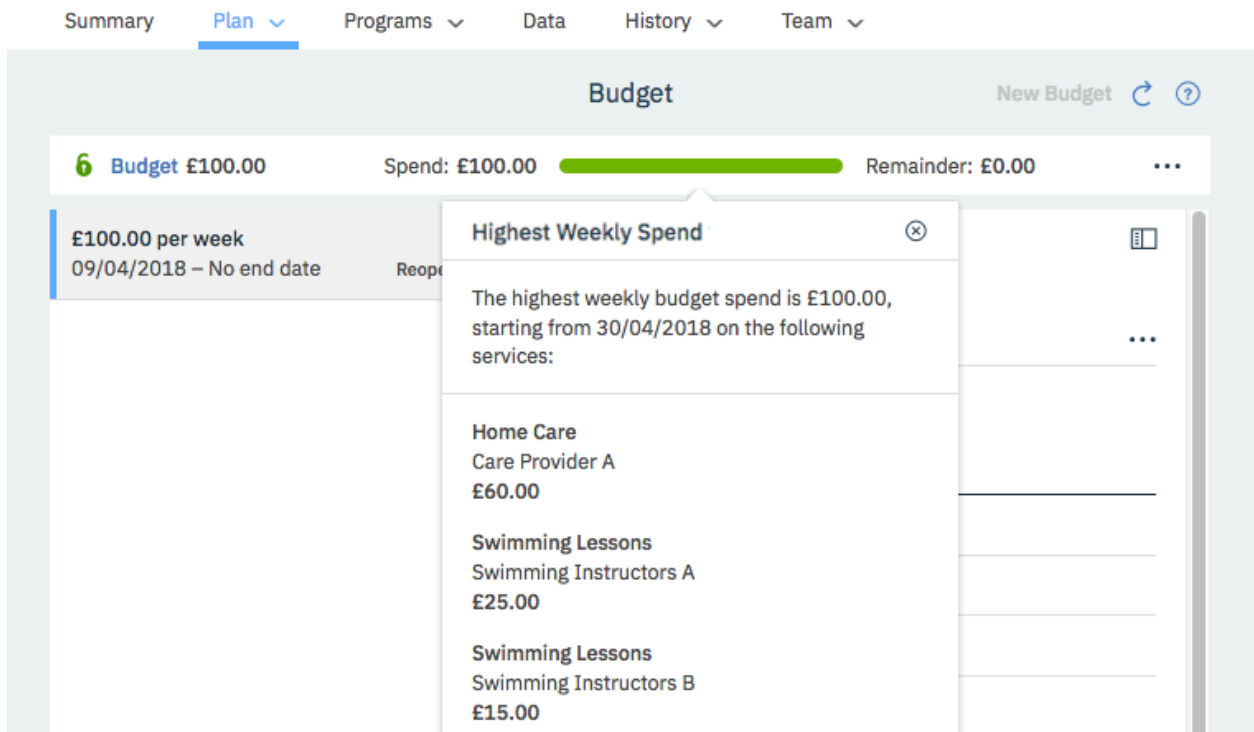 Summary Plan Programs Data History Team
Budget New Budget
Budget £100.00 Spend: £100.00 Remainder: £0.00
£100.00 per week
09/04/2018 – No end date Reope
Highest Weekly Spend
The highest weekly budget spend is £100.00,
starting from 30/04/2018 on the following
services:
Home Care
Care Provider A
£60.00
Swimming Lessons
Swimming Instructors A
£25.00
Swimming Lessons
Swimming Instructors B
£15.00